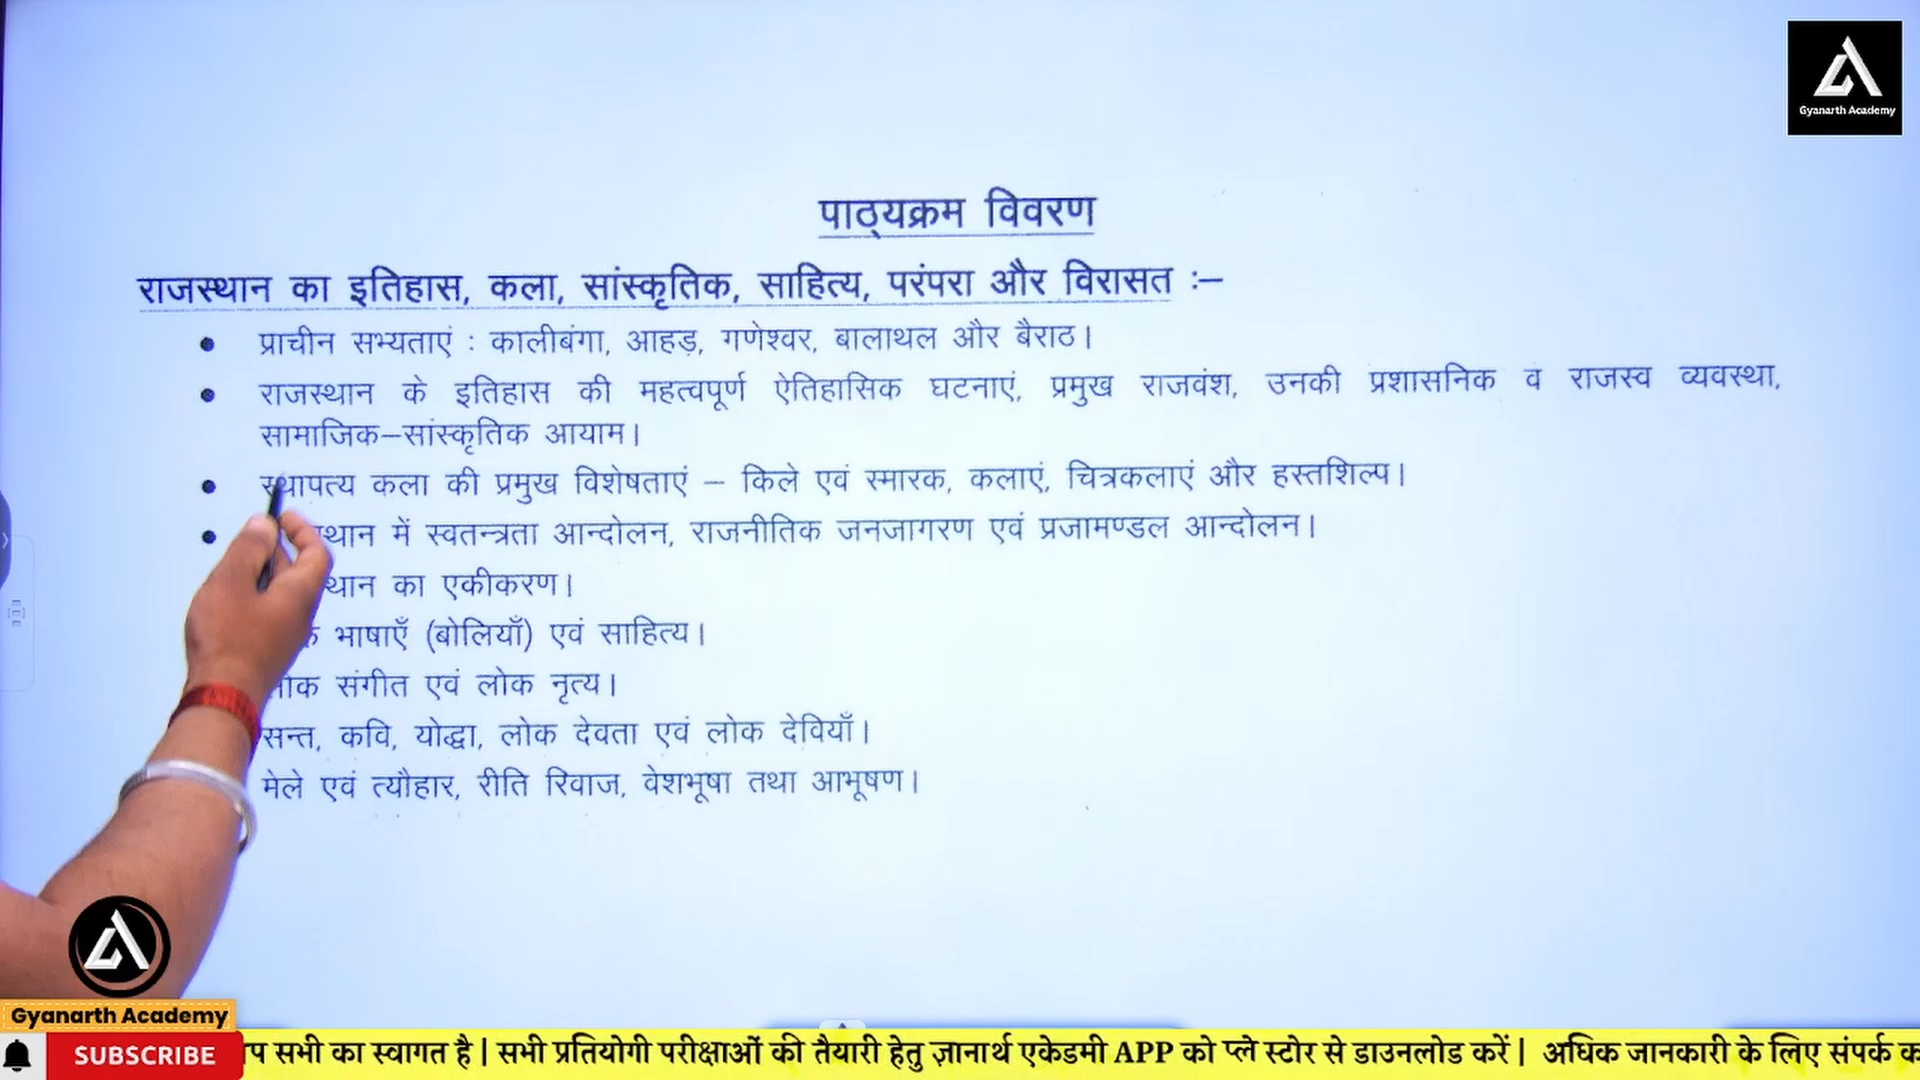 Gyanarth Academy
पाठ्यक्रम विवरण
राजस्थान का इतिहास, कला, सांस्कृतिक, साहित्य, परंपरा और विरासत :–
• प्राचीन सभ्यताएं : कालीबंगा, आहड़, गणेश्वर, बालाथल और बैराठ।
• राजस्थान के इतिहास की महत्वपूर्ण ऐतिहासिक घटनाएं, प्रमुख राजवंश, उनकी प्रशासनिक व राजस्व व्यवस्था,
सामाजिक–सांस्कृतिक आयाम।
• स्थापत्य कला की प्रमुख विशेषताएं – किले एवं स्मारक, कलाएं, चित्रकलाएं और हस्तशिल्प।
• में स्वतन्त्रता आन्दोलन, राजनीतिक जनजागरण एवं प्रजामण्डल आन्दोलन।
का एकीकरण।
भाषाएँ (बोलियाँ) एवं साहित्य।
लोक संगीत एवं लोक नृत्य।
सन्त, कवि, योद्धा, लोक देवता एवं लोक देवियाँ।
मेले एवं त्यौहार, रीति रिवाज, वेशभूषा तथा आभूषण।
Gyanarth Academy
SUBSCRIBE सभी का स्वागत है | सभी प्रतियोगी परीक्षाओं की तैयारी हेतु ज्ञानार्थ एकेडमी APP को प्ले स्टोर से डाउनलोड करें | अधिक जानकारी के लिए संपर्क